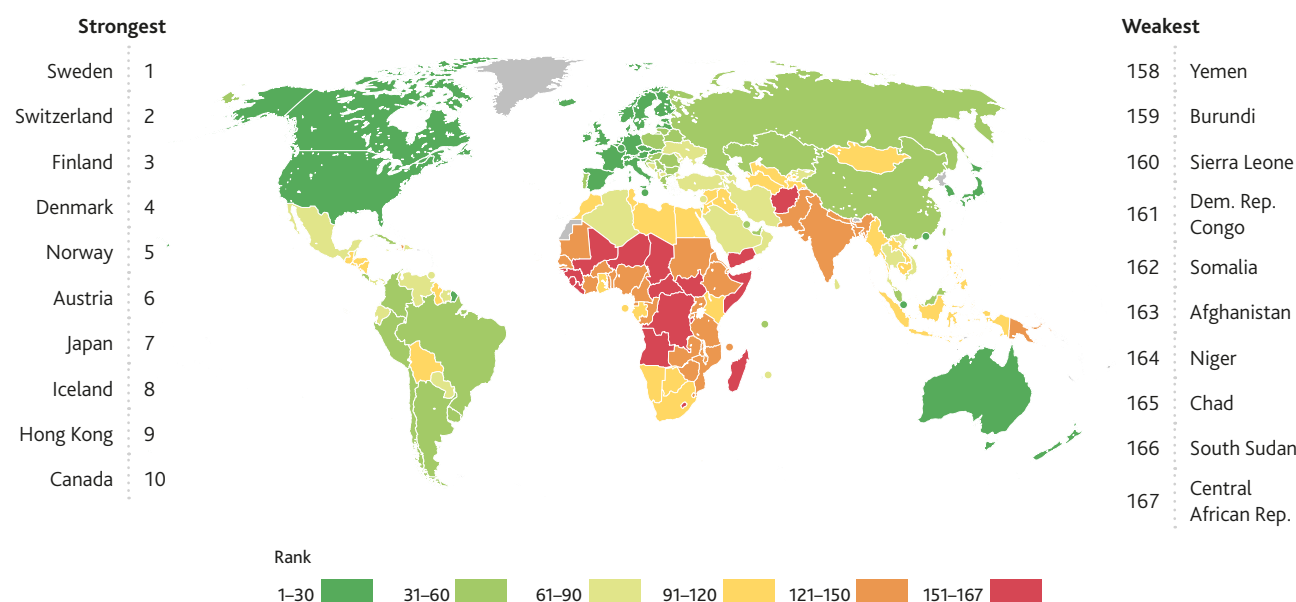 Strongest
Sweden 1
Switzerland 2
Finland 3
Denmark 4
Norway 5
Austria 6
Japan 7
Iceland 8
Hong Kong 9
Canada 10
Weakest
158 Yemen
159 Burundi
160 Sierra Leone
161 Dem. Rep.
Congo
162 Somalia
163 Afghanistan
164 Niger
165 Chad
166 South Sudan
167 Central
African Rep.
Rank
1–30 31–60 61–90 91–120 121–150 151–167